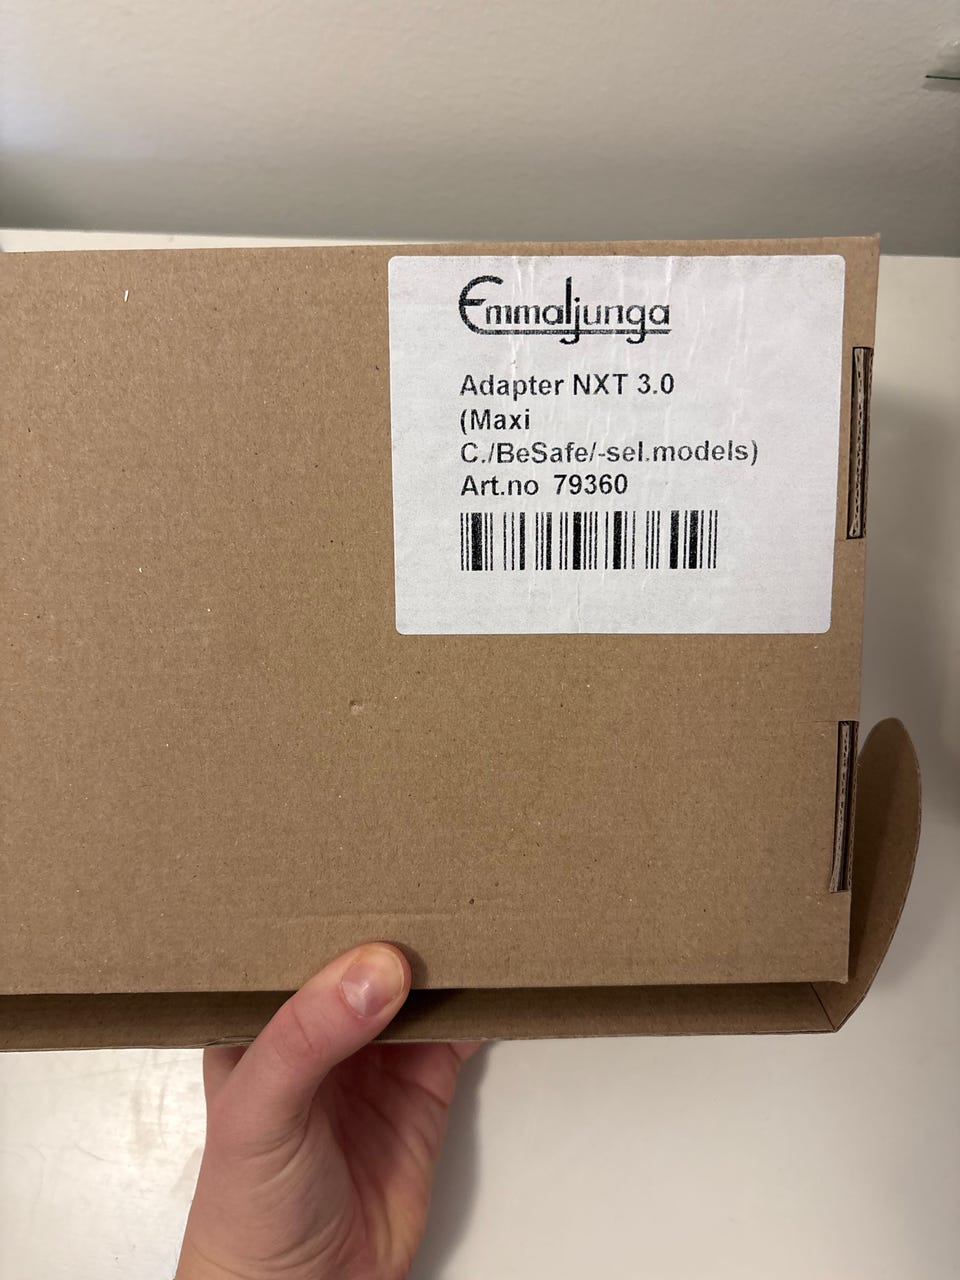 Emmaljunga
Adapter NXT 3.0
(Maxi
C./BeSafe/-sel.models)
Art.no 79360